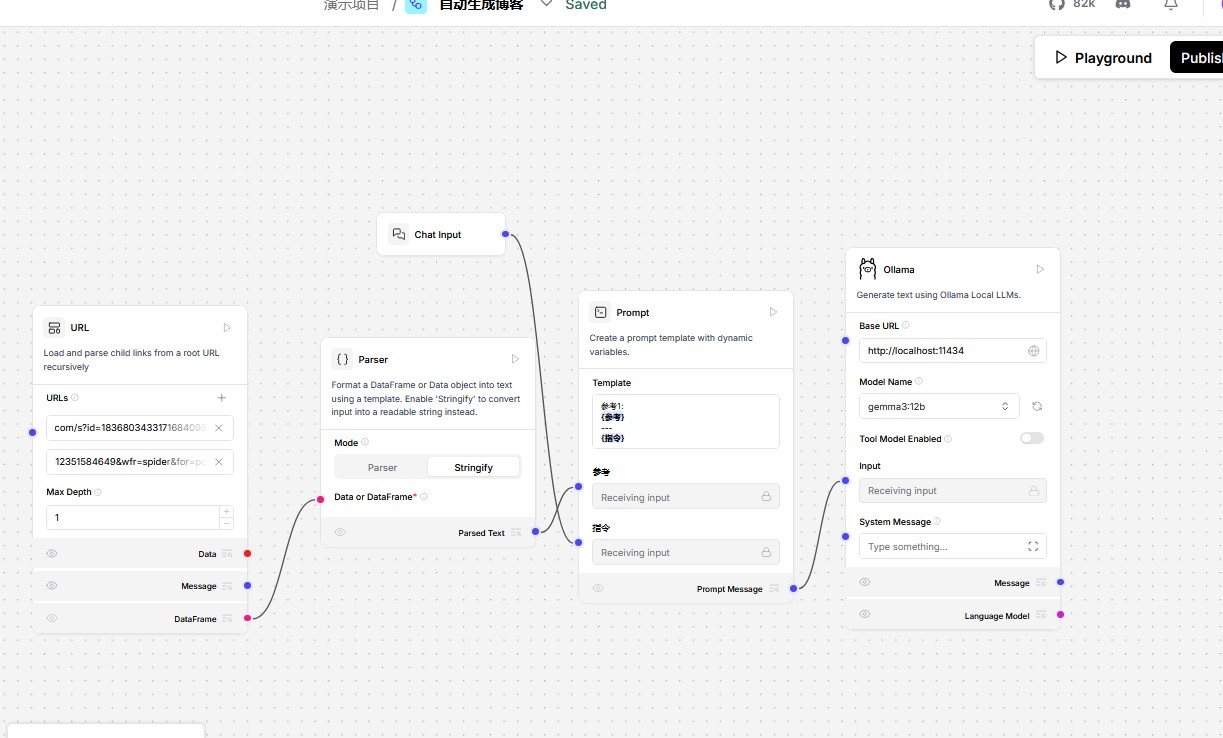 演示项目 / 自动生成博客 Saved
82k
Playground
Publis
Chat Input
URL
Load and parse child links from a root URL
recursively
URLs
com/s?id=1836803433171684098
12351584649&wfr=spider&for=pc
Max Depth
1
Data
Message
DataFrame
Parser
Format a DataFrame or Data object into text
using a template. Enable 'Stringify' to convert
input into a readable string instead.
Mode
Parser Stringify
Data or DataFrame*
Parsed Text
Prompt
Create a prompt template with dynamic
variables.
Template
参考1:
{参考}
---
{指令}
参考
Receiving input
指令
Receiving input
Prompt Message
Ollama
Generate text using Ollama Local LLMs.
Base URL
http://localhost:11434
Model Name
gemma3:12b
Tool Model Enabled
Input
Receiving input
System Message
Type something...
Message
Language Model